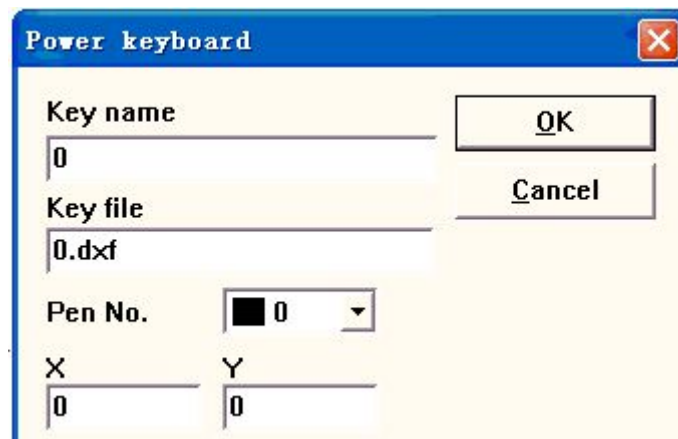 Power keyboard
Key name
OK
0
Cancel
Key file
0.dxf
Pen No. 0
X Y
0 0